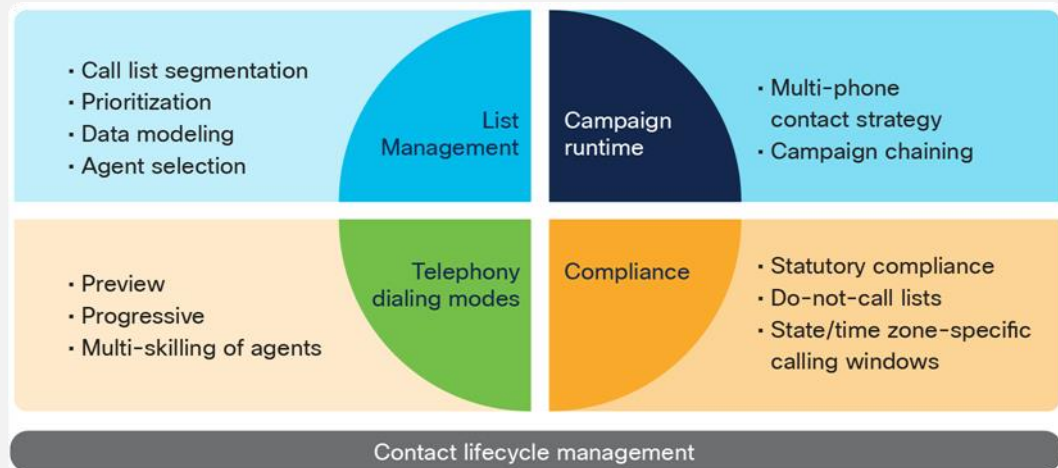 · Call list segmentation
· Prioritization
· Data modeling
· Agent selection
List
Management
Campaign
runtime
· Multi-phone
contact strategy
· Campaign chaining
· Preview
· Progressive
· Multi-skilling of agents
Telephony
dialing modes
Compliance
· Statutory compliance
· Do-not-call lists
· State/time zone-specific
calling windows
Contact lifecycle management